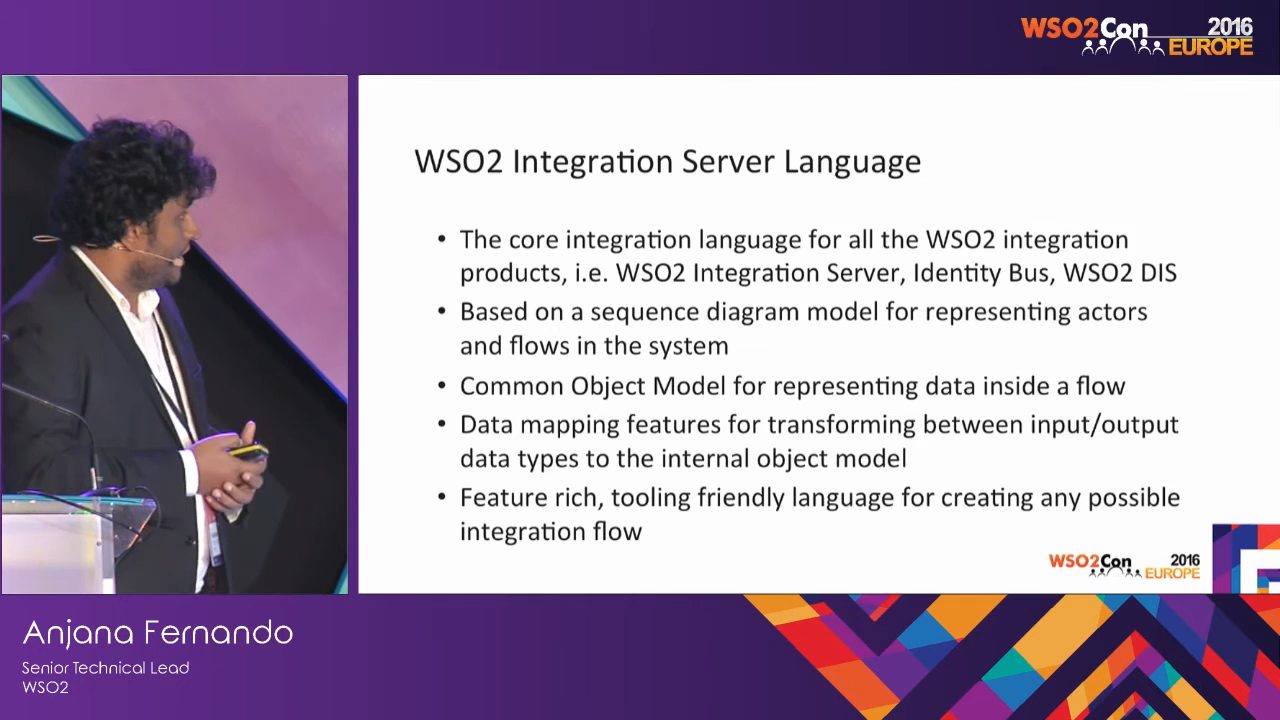 WSO2Con 2016
EUROPE
WSO2 Integration Server Language
• The core integration language for all the WSO2 integration
products, i.e. WSO2 Integration Server, Identity Bus, WSO2 DIS
• Based on a sequence diagram model for representing actors
and flows in the system
• Common Object Model for representing data inside a flow
• Data mapping features for transforming between input/output
data types to the internal object model
• Feature rich, tooling friendly language for creating any possible
integration flow
WSO2Con 2016
EUROPE
Anjana Fernando
Senior Technical Lead
WSO2